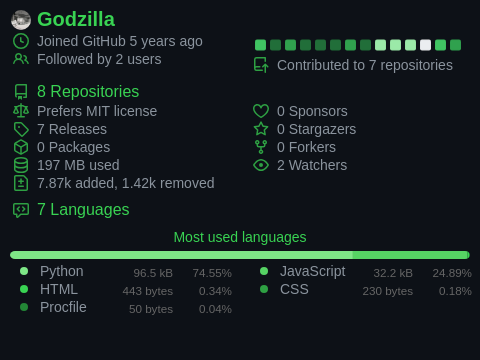 Godzilla
Joined GitHub 5 years ago
Followed by 2 users
Contributed to 7 repositories
8 Repositories
Prefers MIT license
7 Releases
0 Packages
197 MB used
7.87k added, 1.42k removed
0 Sponsors
0 Stargazers
0 Forkers
2 Watchers
7 Languages
Most used languages
Python 96.5 kB 74.55%
HTML 443 bytes 0.34%
Procfile 50 bytes 0.04%
JavaScript 32.2 kB 24.89%
CSS 230 bytes 0.18%